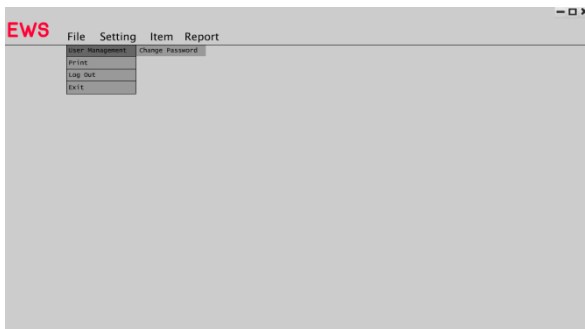 EWS
File Setting Item Report
User Management Change Password
Print
Log Out
Exit